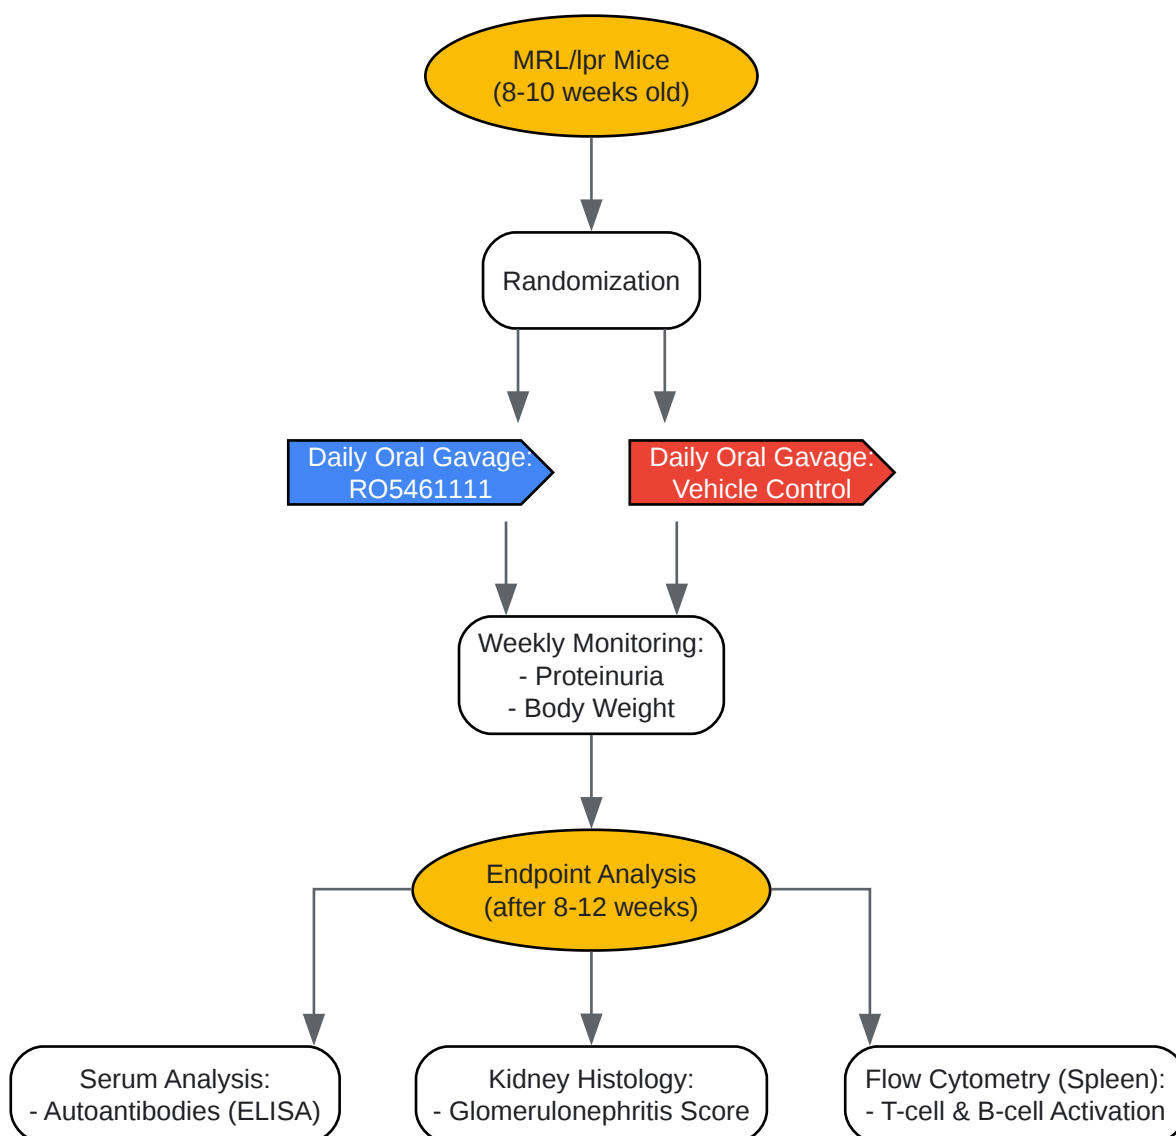 MRL/lpr Mice
(8-10 weeks old)
Randomization
Daily Oral Gavage:
RO5461111
Daily Oral Gavage:
Vehicle Control
Weekly Monitoring:
- Proteinuria
- Body Weight
Endpoint Analysis
(after 8-12 weeks)
Serum Analysis:
- Autoantibodies (ELISA)
Kidney Histology:
- Glomerulonephritis Score
Flow Cytometry (Spleen):
- T-cell & B-cell Activation